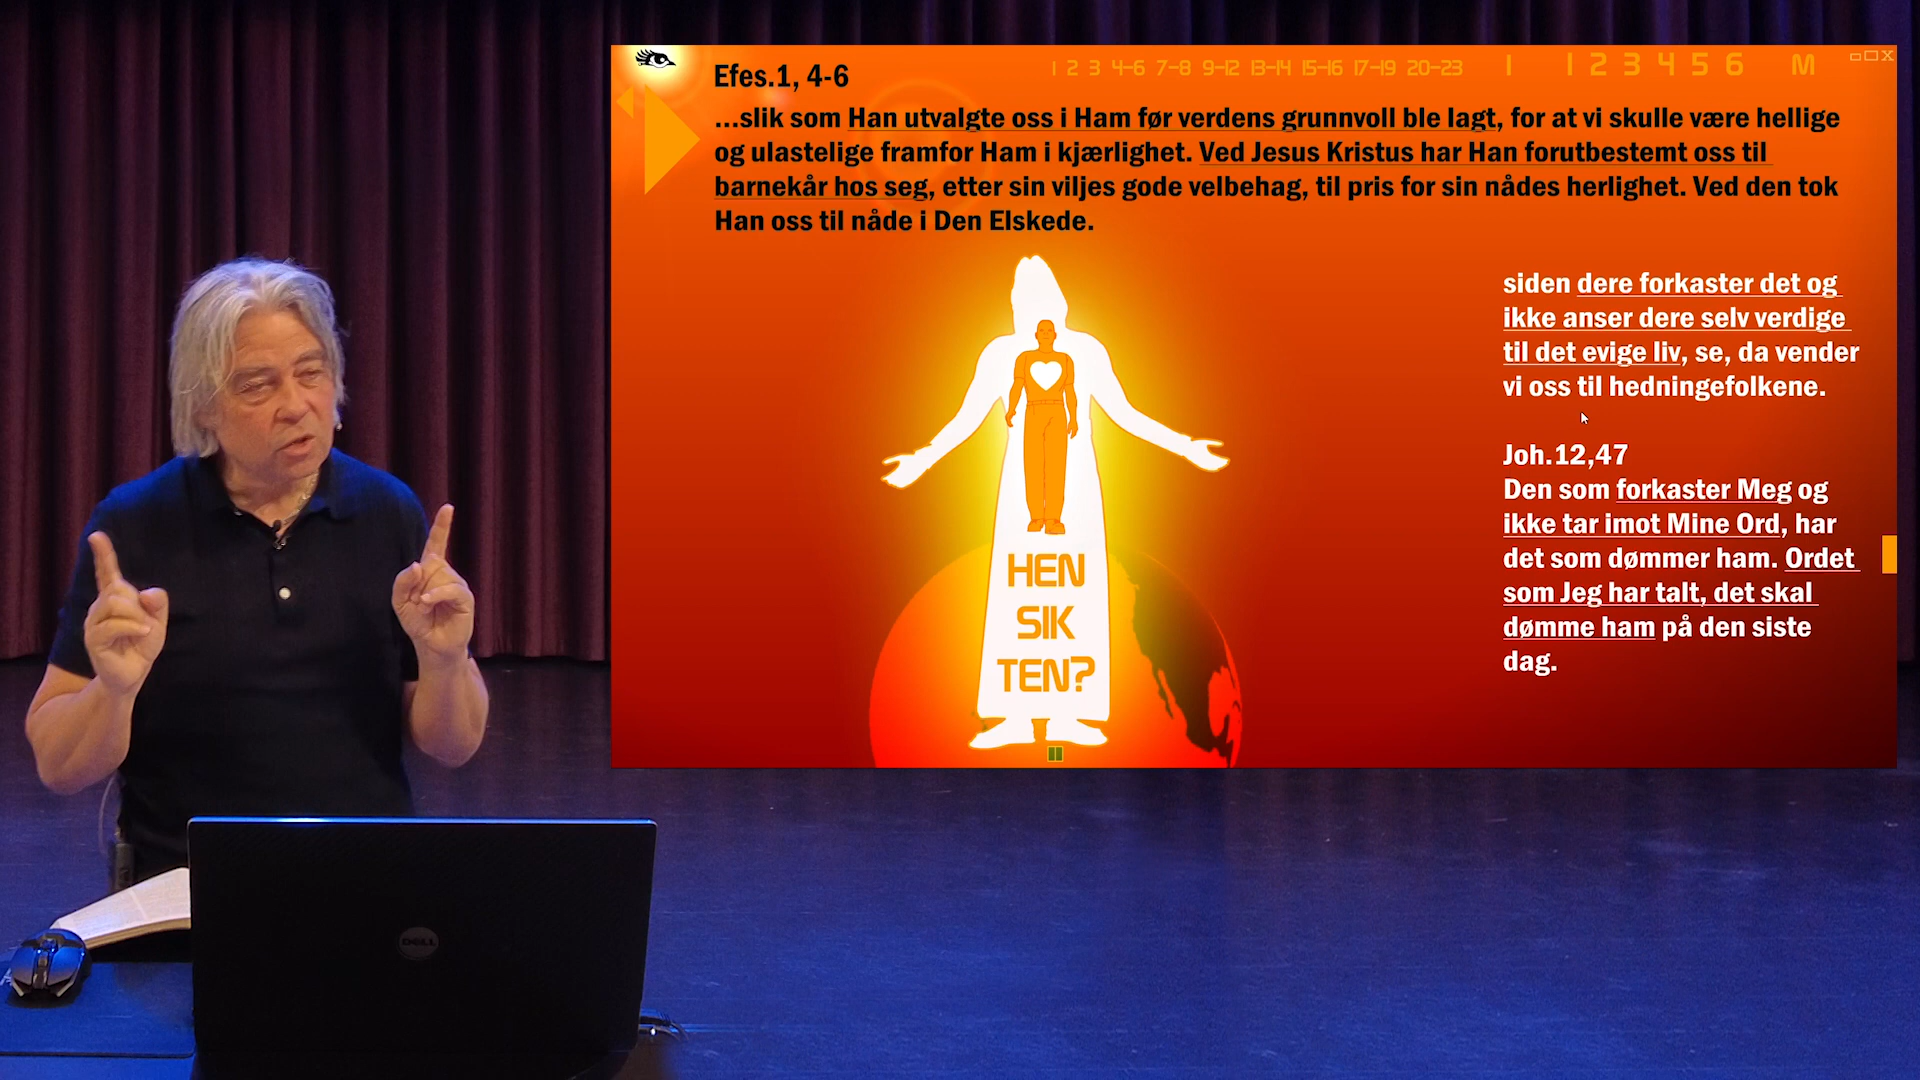 Efes.1, 4-6
1 2 3 4-6 7-8 9-12 13-14 15-16 17-19 20-23
1 1 2 3 4 5 6 M
...slik som Han utvalgte oss i Ham før verdens grunnvoll ble lagt, for at vi skulle være hellige
og ulastelige framfor Ham i kjærlighet. Ved Jesus Kristus har Han forutbestemt oss til
barnekår hos seg, etter sin viljes gode velbehag, til pris for sin nådes herlighet. Ved den tok
Han oss til nåde i Den Elskede.
siden dere forkaster det og
ikke anser dere selv verdige
til det evige liv, se, da vender
vi oss til hedningefolkene.
Joh.12,47
Den som forkaster Meg og
ikke tar imot Mine Ord, har
det som dømmer ham. Ordet
som Jeg har talt, det skal
dømme ham på den siste
dag.
HEN
SIK
TEN?
DELL